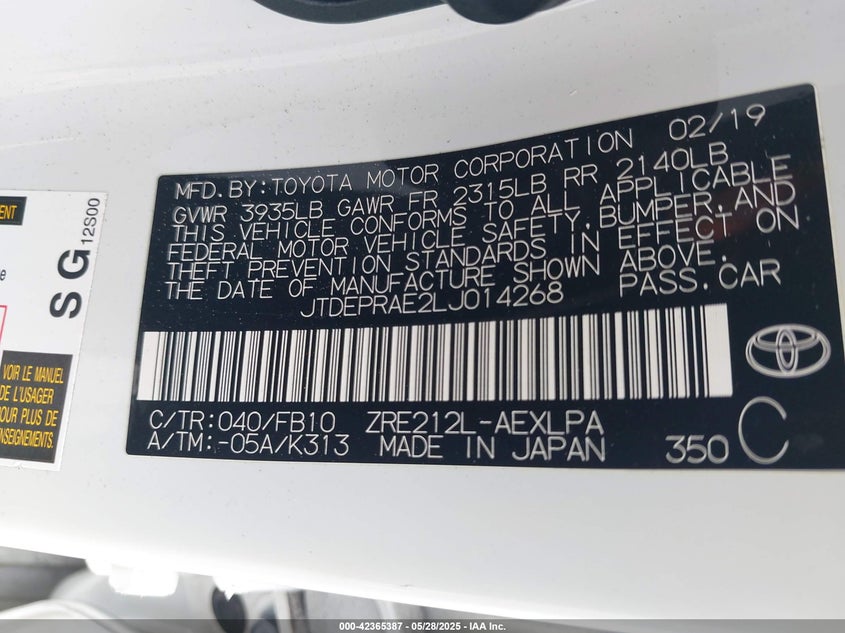 MFD. BY: TOYOTA MOTOR CORPORATION 02/19
GVWR 3935LB GAWR FR 2315LB RR 2140LB
THIS VEHICLE CONFORMS TO ALL APPLICABLE
FEDERAL MOTOR VEHICLE SAFETY, BUMPER, AND
THEFT PREVENTION STANDARDS IN EFFECT ON
THE DATE OF MANUFACTURE SHOWN ABOVE.
JTDEPRAE2LJ014268 PASS. CAR
C/TR: 040/FB10 ZRE212L-AEXLPA
A/TM: -05A/K313 MADE IN JAPAN 350 C
SG
12S00
VOIR LE MANUEL
DE L'USAGER
POUR PLUS DE
000-42365387 | 05/28/2025 - IAA Inc.